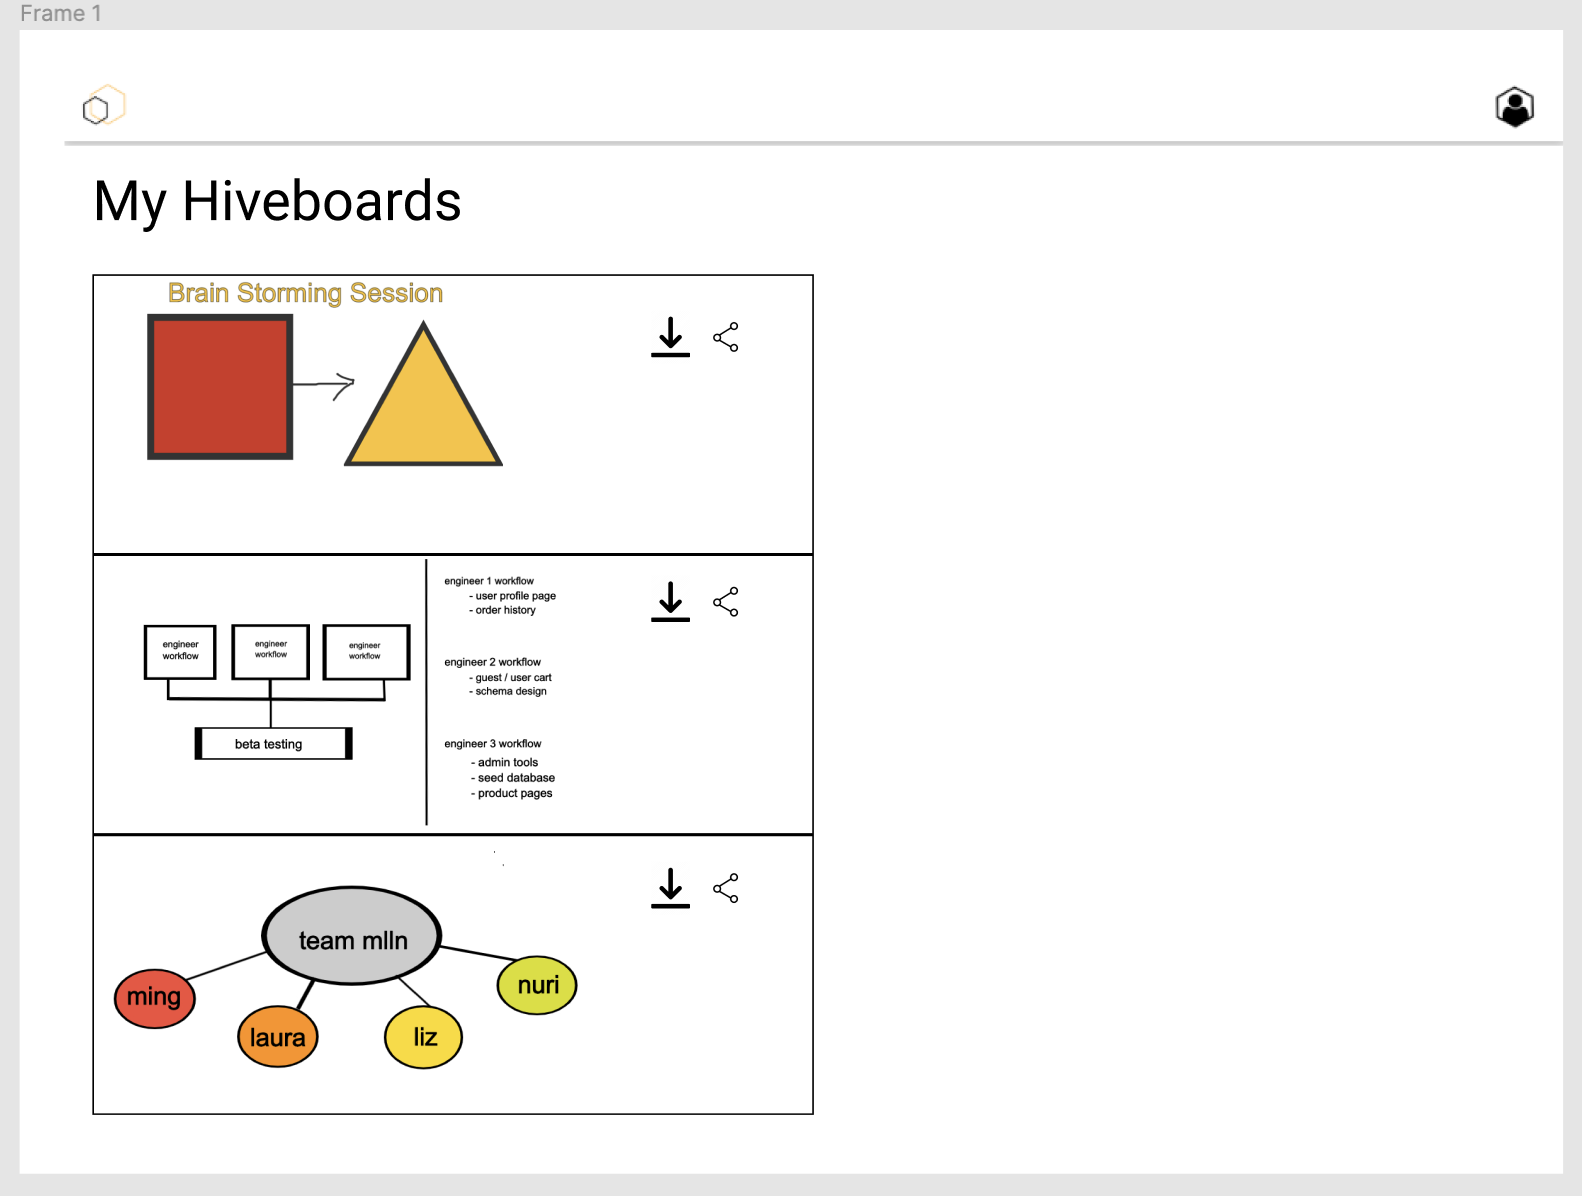 Frame 1
My Hiveboards
Brain Storming Session
engineer
workflow
engineer
workflow
engineer
workflow
beta testing
engineer 1 workflow
- user profile page
- order history
engineer 2 workflow
- guest / user cart
- schema design
engineer 3 workflow
- admin tools
- seed database
- product pages
team mlln
ming
laura
liz
nuri